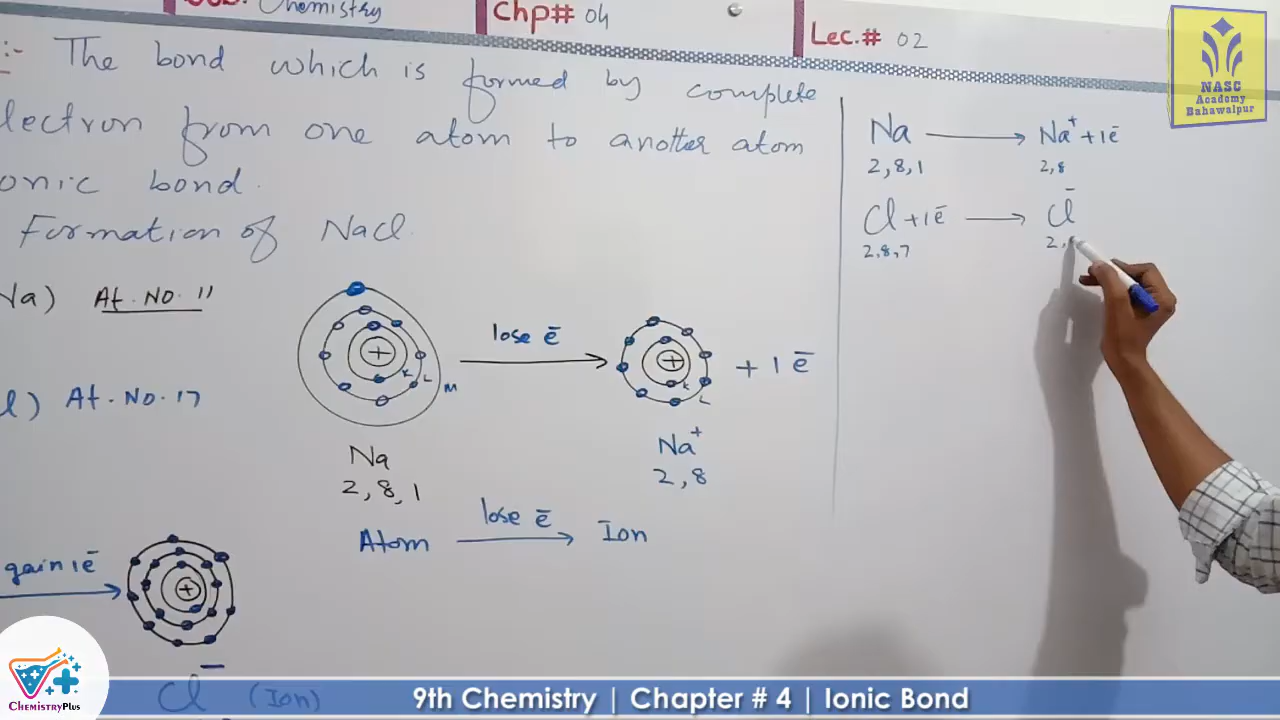 Chemistry
Chp# 04
Lec.# 02
:- The bond which is formed by complete
lectron from one atom to another atom
onic bond.
Formation of NaCl.
Na) At. No. 11
l) At. No. 17
lose ē
+ 1 ē
+
K
L
M
+
K
L
Na
2, 8, 1
Na⁺
2, 8
Atom lose ē Ion
gain 1ē
+
Cl⁻ (Ion)
Na → Na⁺ + 1ē
2, 8, 1 2, 8
Cl + 1ē → Cl⁻
2, 8, 7 2,
NASC
Academy
Bahawalpur
ChemistryPlus
9th Chemistry | Chapter # 4 | Ionic Bond